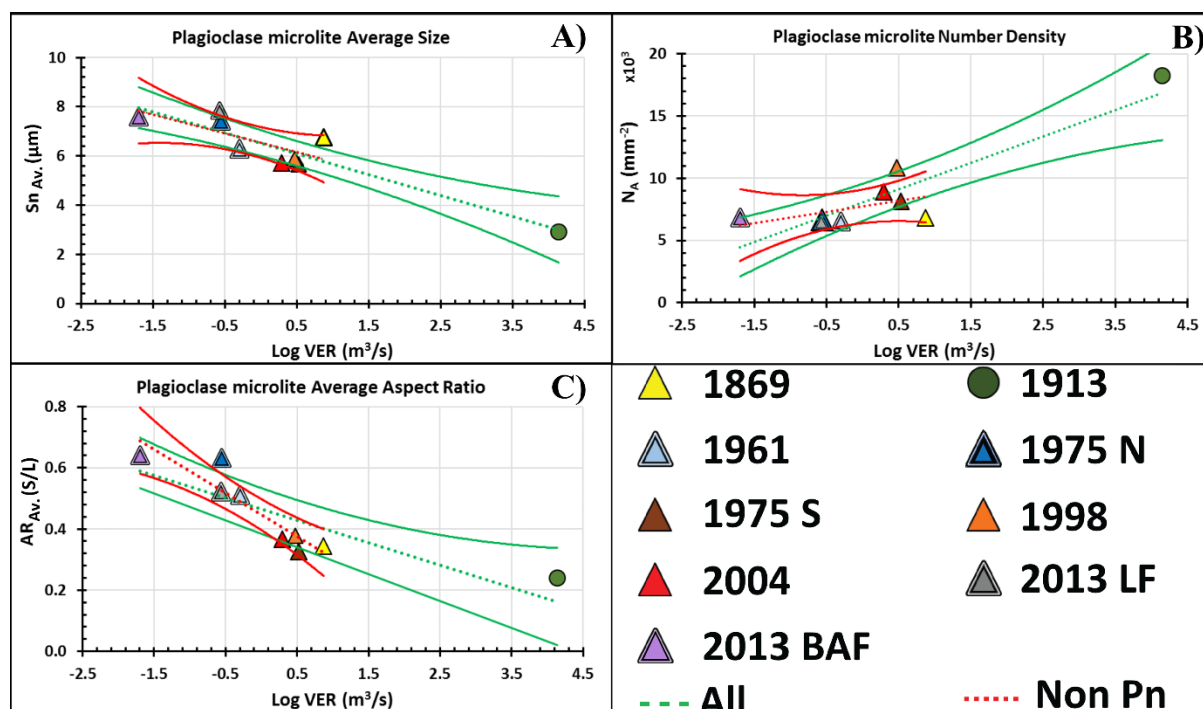 Plagioclase microlite Average Size
A)
10
8
6
4
2
0
Sn Av. (μm)
-2.5 -1.5 -0.5 0.5 1.5 2.5 3.5 4.5
Log VER (m³/s)
Plagioclase microlite Number Density
B)
x10³
20
15
10
5
0
N_A (mm⁻²)
-2.5 -1.5 -0.5 0.5 1.5 2.5 3.5 4.5
Log VER (m³/s)
Plagioclase microlite Average Aspect Ratio
C)
0.8
0.6
0.4
0.2
0.0
AR Av. (S/L)
-2.5 -1.5 -0.5 0.5 1.5 2.5 3.5 4.5
Log VER (m³/s)
1869 1913
1961 1975 N
1975 S 1998
2004 2013 LF
2013 BAF
All Non Pn